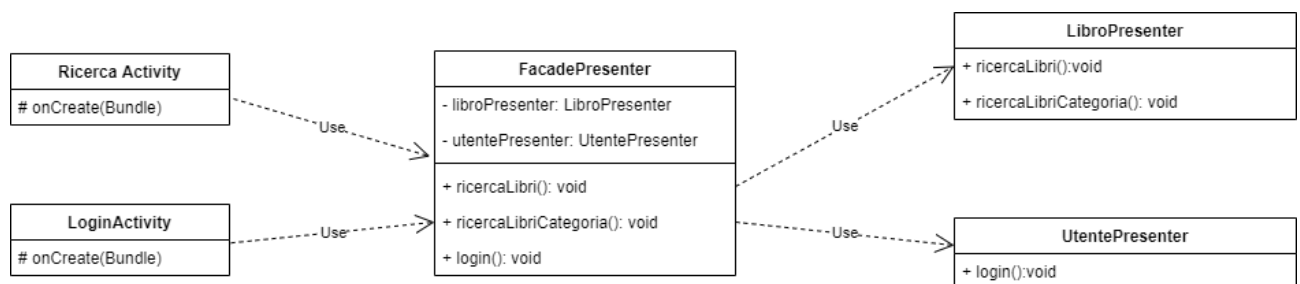 Ricerca Activity
# onCreate(Bundle)
Use
LoginActivity
# onCreate(Bundle)
Use
FacadePresenter
- libroPresenter: LibroPresenter
- utentePresenter: UtentePresenter
+ ricercaLibri(): void
+ ricercaLibriCategoria(): void
+ login(): void
Use
Use
LibroPresenter
+ ricercaLibri():void
+ ricercaLibriCategoria(): void
UtentePresenter
+ login():void